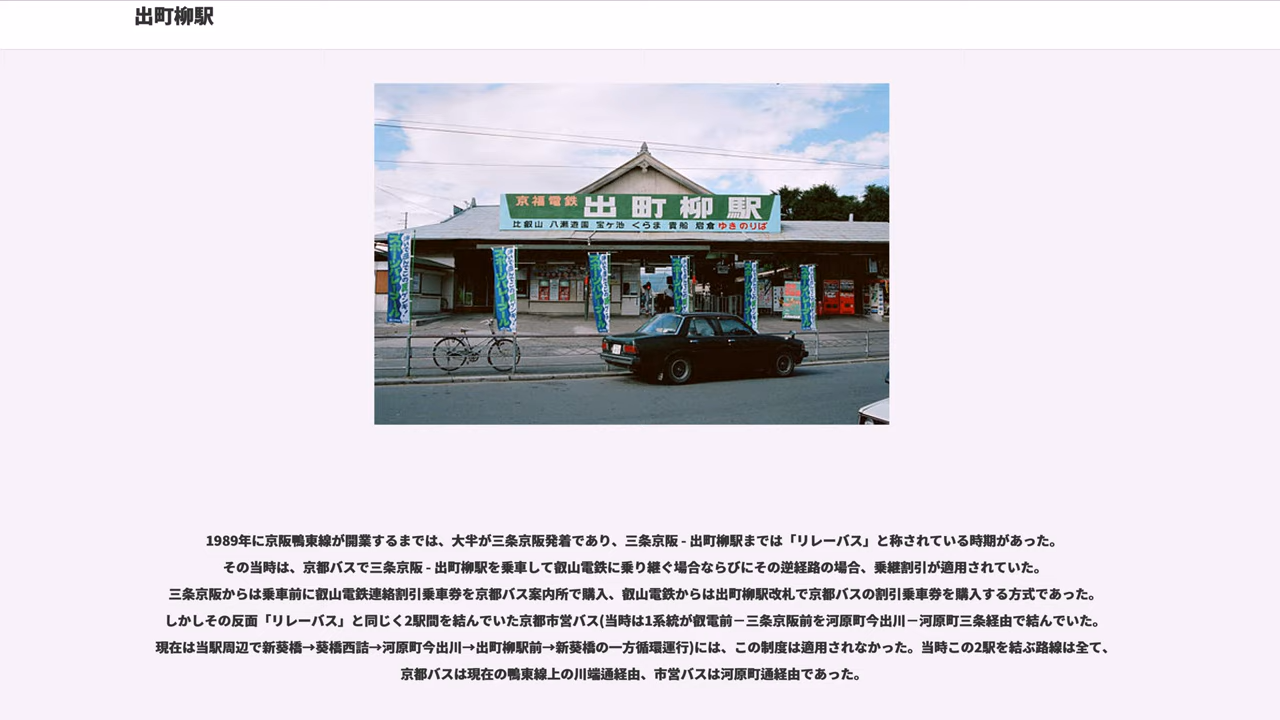 出町柳駅
京福電鉄 出町柳駅
比叡山 八瀬遊園 宝ヶ池 くらま 貴船 岩倉 ゆきのりば
1989年に京阪鴨東線が開業するまでは、大半が三条京阪発着であり、三条京阪 - 出町柳駅までは「リレーバス」と称されている時期があった。
その当時は、京都バスで三条京阪 - 出町柳駅を乗車して叡山電鉄に乗り継ぐ場合ならびにその逆経路の場合、乗継割引が適用されていた。
三条京阪からは乗車前に叡山電鉄連絡割引乗車券を京都バス案内所で購入、叡山電鉄からは出町柳駅改札で京都バスの割引乗車券を購入する方式であった。
しかしその反面「リレーバス」と同じく2駅間を結んでいた京都市営バス(当時は1系統が叡電前－三条京阪前を河原町今出川－河原町三条経由で結んでいた。
現在は当駅周辺で新葵橋→葵橋西詰→河原町今出川→出町柳駅前→新葵橋の一方循環運行)には、この制度は適用されなかった。当時この2駅を結ぶ路線は全て、
京都バスは現在の鴨東線上の川端通経由、市営バスは河原町通経由であった。